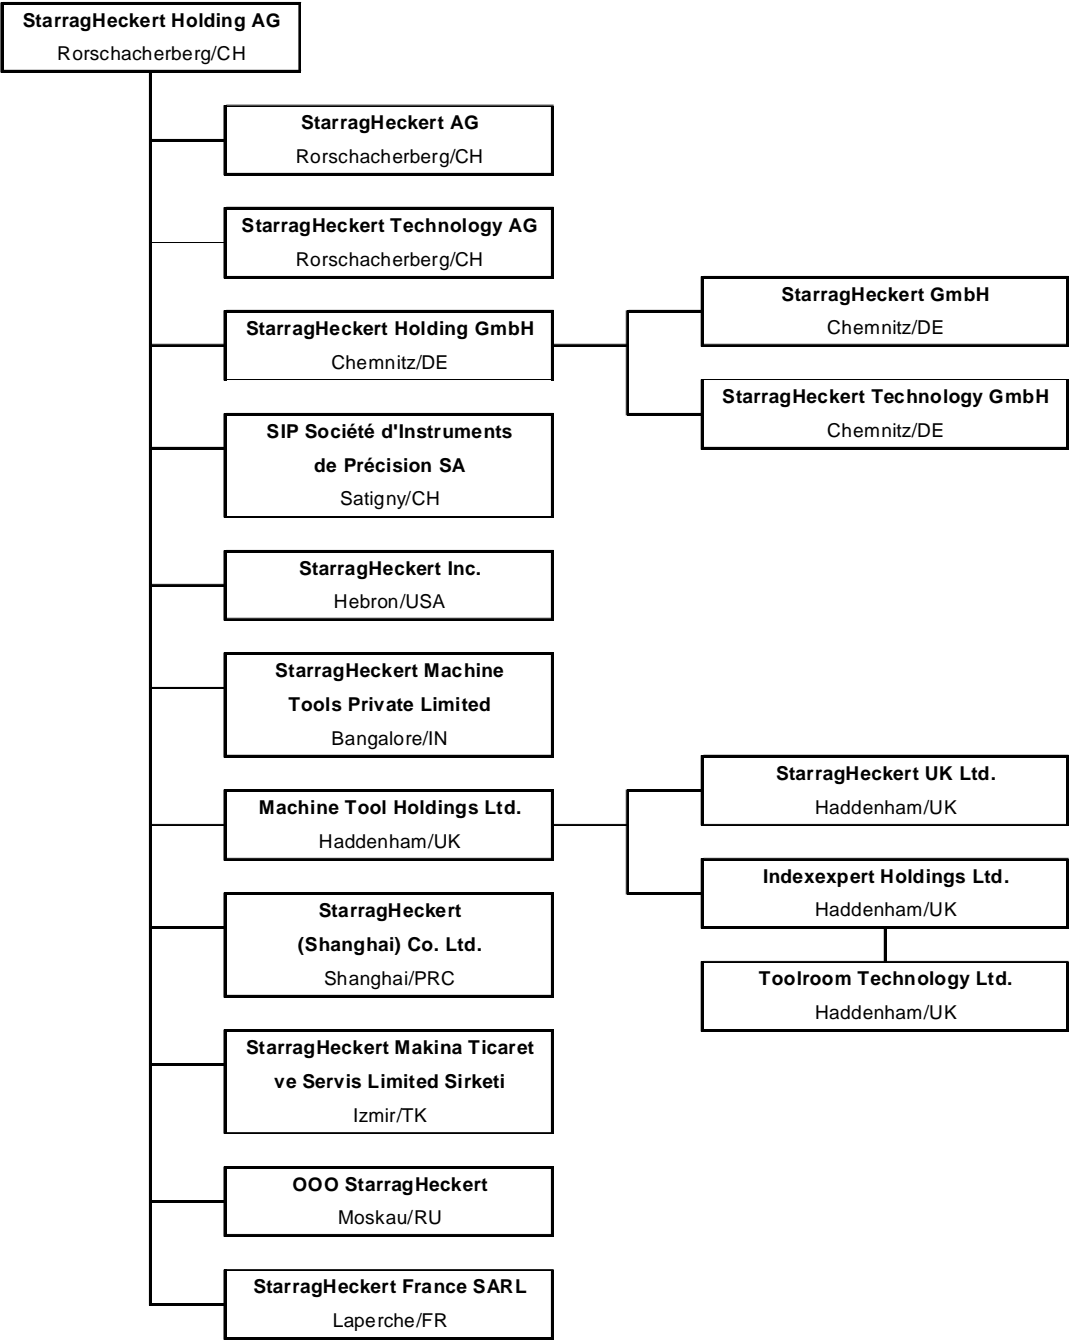 StarragHeckert Holding AG
Rorschacherberg/CH
StarragHeckert AG
Rorschacherberg/CH
StarragHeckert Technology AG
Rorschacherberg/CH
StarragHeckert Holding GmbH
Chemnitz/DE
StarragHeckert GmbH
Chemnitz/DE
StarragHeckert Technology GmbH
Chemnitz/DE
SIP Société d'Instruments
de Précision SA
Satigny/CH
StarragHeckert Inc.
Hebron/USA
StarragHeckert Machine
Tools Private Limited
Bangalore/IN
Machine Tool Holdings Ltd.
Haddenham/UK
StarragHeckert UK Ltd.
Haddenham/UK
Indexexpert Holdings Ltd.
Haddenham/UK
Toolroom Technology Ltd.
Haddenham/UK
StarragHeckert
(Shanghai) Co. Ltd.
Shanghai/PRC
StarragHeckert Makina Ticaret
ve Servis Limited Sirketi
Izmir/TK
OOO StarragHeckert
Moskau/RU
StarragHeckert France SARL
Laperche/FR